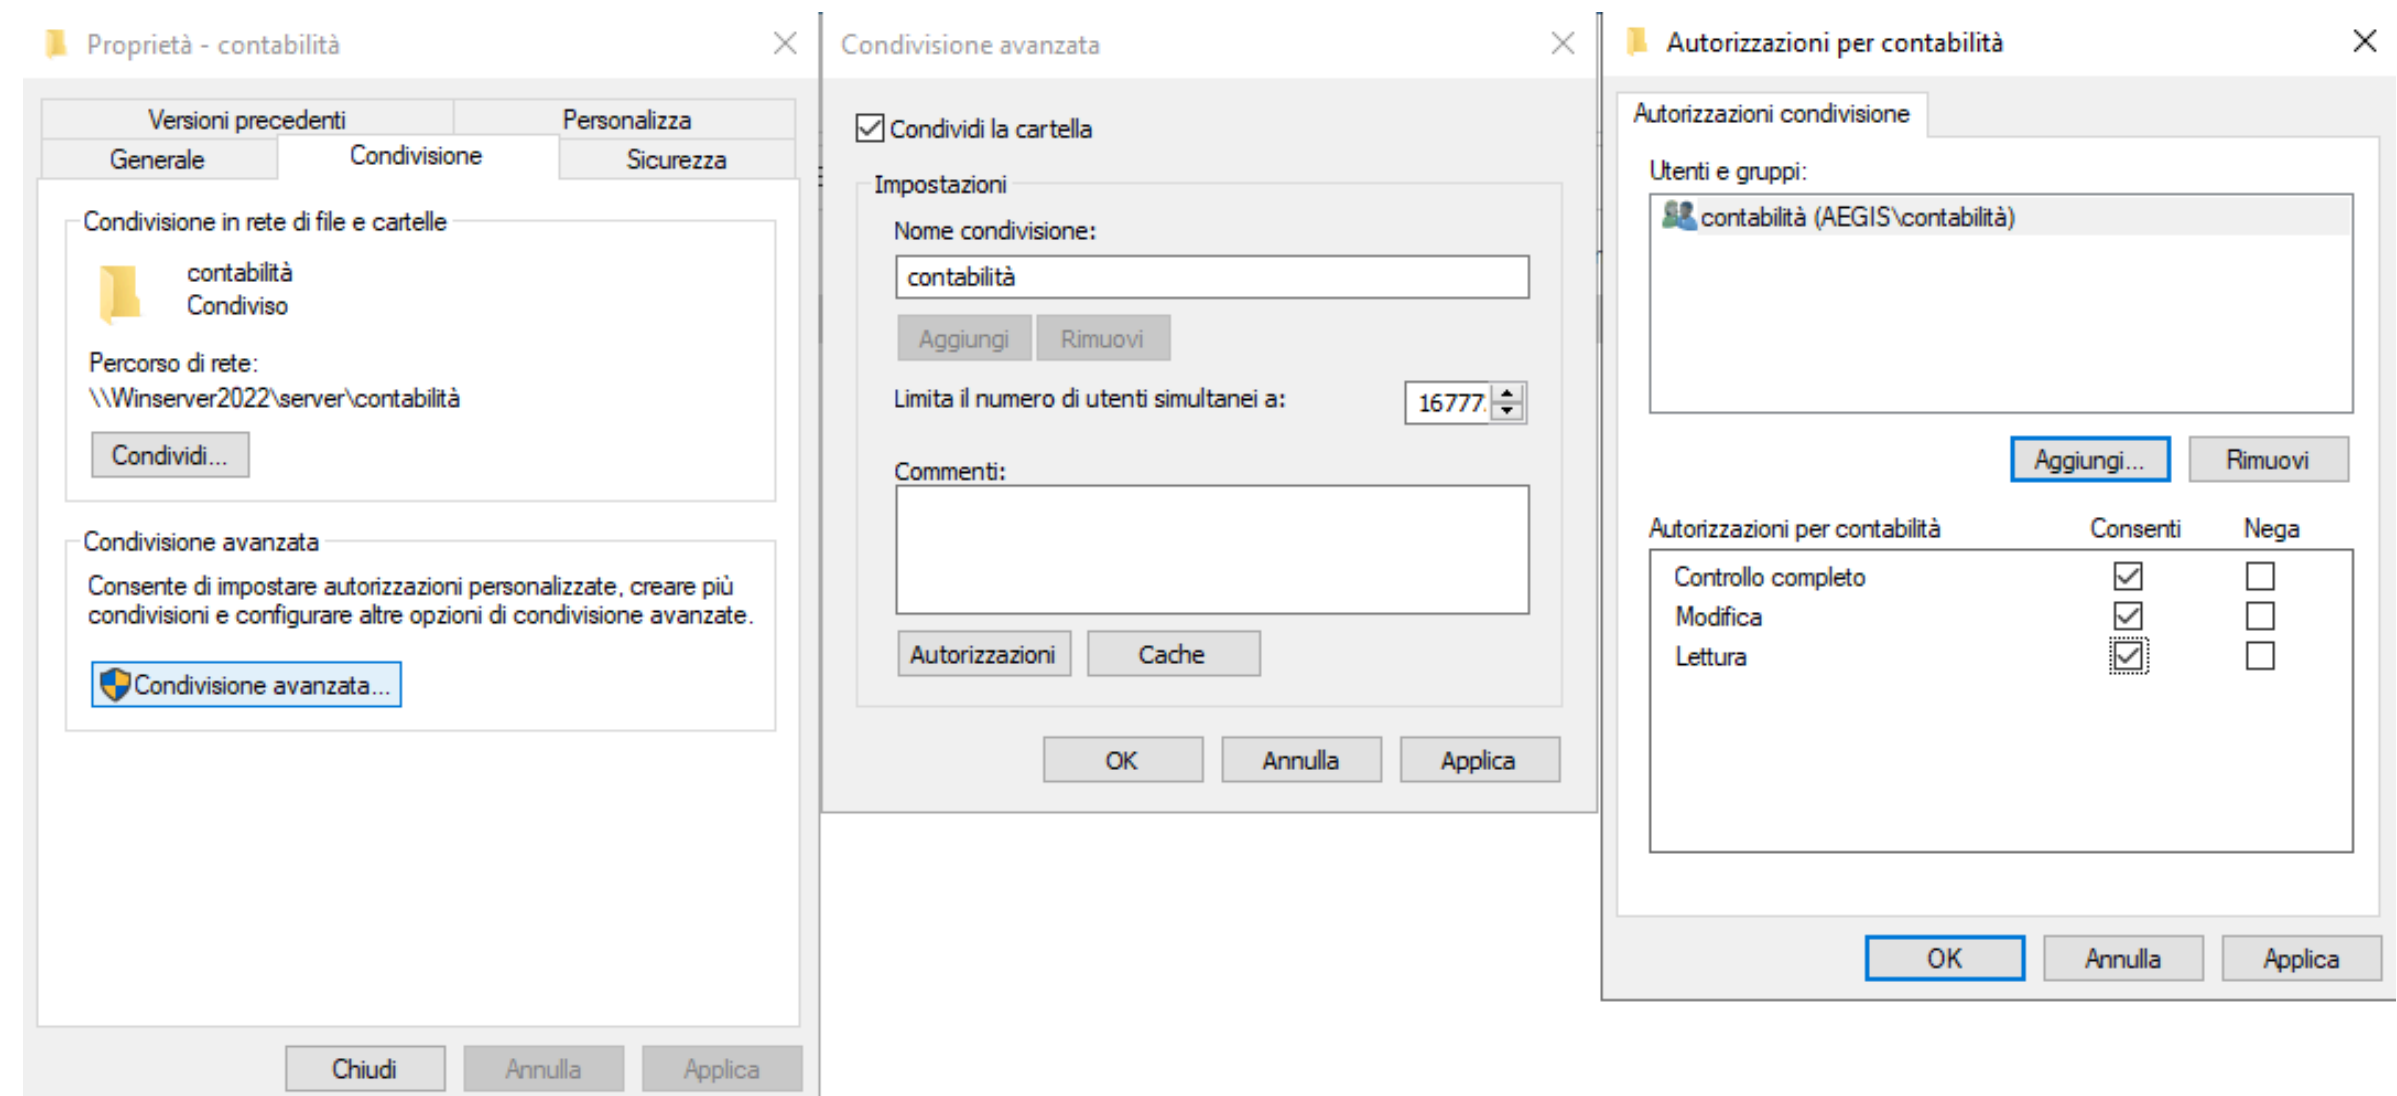 Proprietà - contabilità
Versioni precedenti
Personalizza
Generale
Condivisione
Sicurezza
Condivisione in rete di file e cartelle
contabilità
Condiviso
Percorso di rete:
\\Winserver2022\server\contabilità
Condividi...
Condivisione avanzata
Consente di impostare autorizzazioni personalizzate, creare più
condivisioni e configurare altre opzioni di condivisione avanzate.
Condivisione avanzata...
Chiudi
Annulla
Applica
Condivisione avanzata
Condividi la cartella
Impostazioni
Nome condivisione:
contabilità
Aggiungi
Rimuovi
Limita il numero di utenti simultanei a:
16777
Commenti:
Autorizzazioni
Cache
OK
Annulla
Applica
Autorizzazioni per contabilità
Autorizzazioni condivisione
Utenti e gruppi:
contabilità (AEGIS\contabilità)
Aggiungi...
Rimuovi
Autorizzazioni per contabilità
Consenti
Nega
Controllo completo
Modifica
Lettura
OK
Annulla
Applica